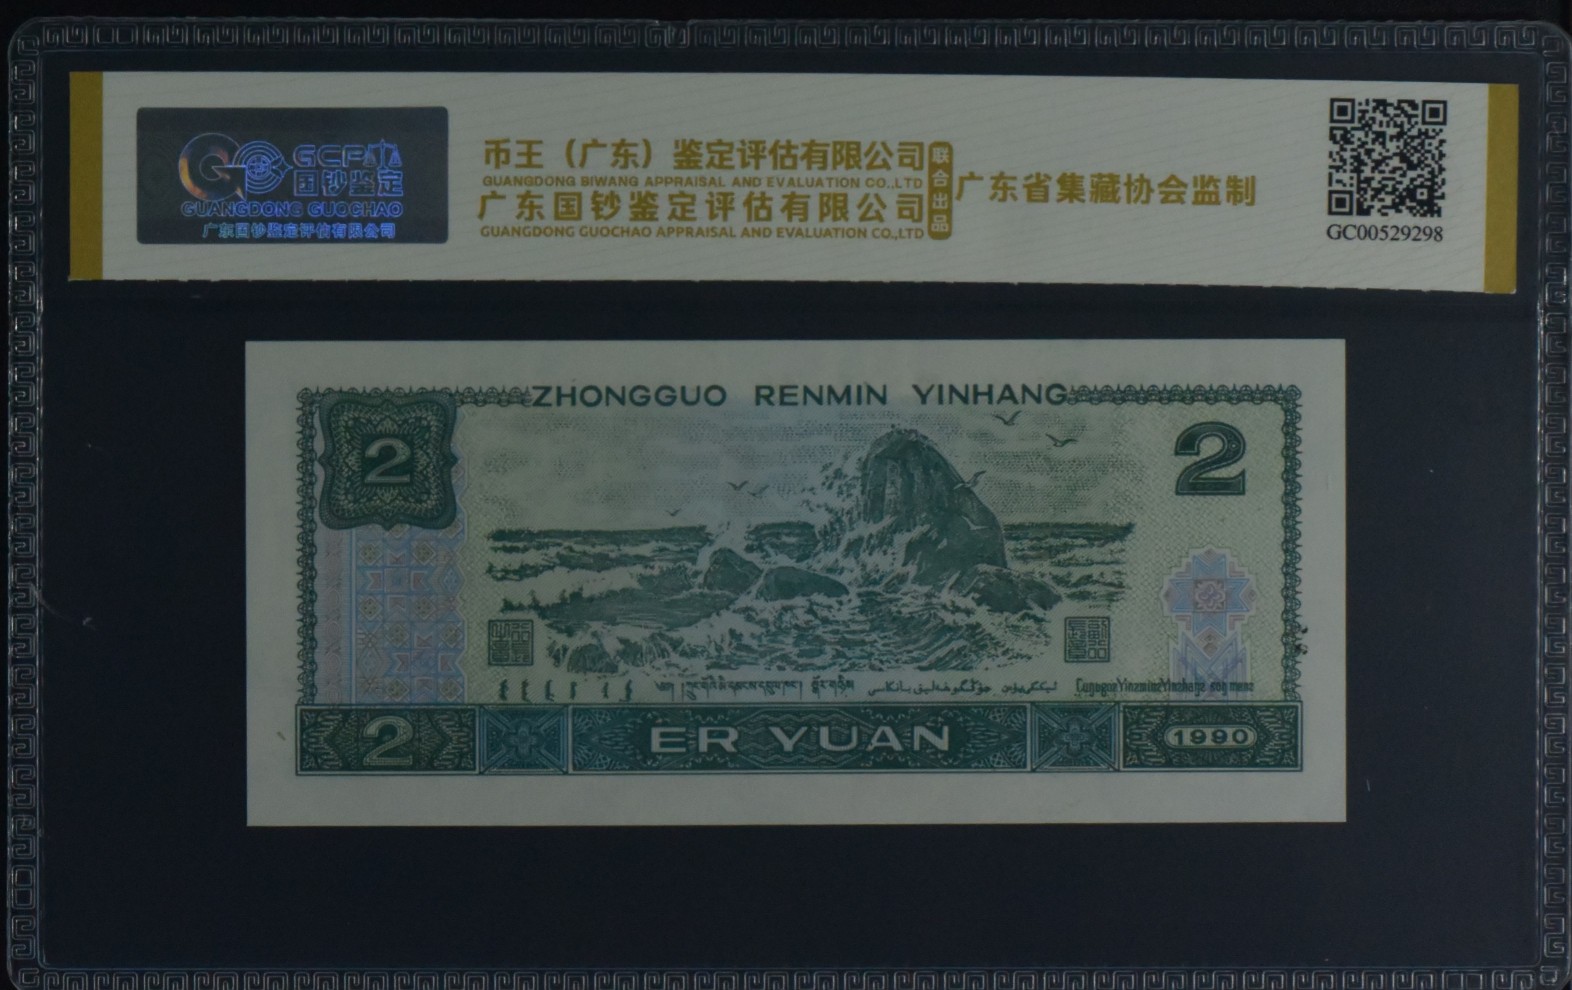 GCP
国钞鉴定
GUANGDONG GUOCHAO
广东国钞鉴定评估有限公司
币王（广东）鉴定评估有限公司
GUANGDONG BIWANG APPRAISAL AND EVALUATION CO.,LTD
广东国钞鉴定评估有限公司
GUANGDONG GUOCHAO APPRAISAL AND EVALUATION CO.,LTD
联合出品
广东省集藏协会监制
GC00529298
ZHONGGUO RENMIN YINHANG
2
2
2
ER YUAN
1990